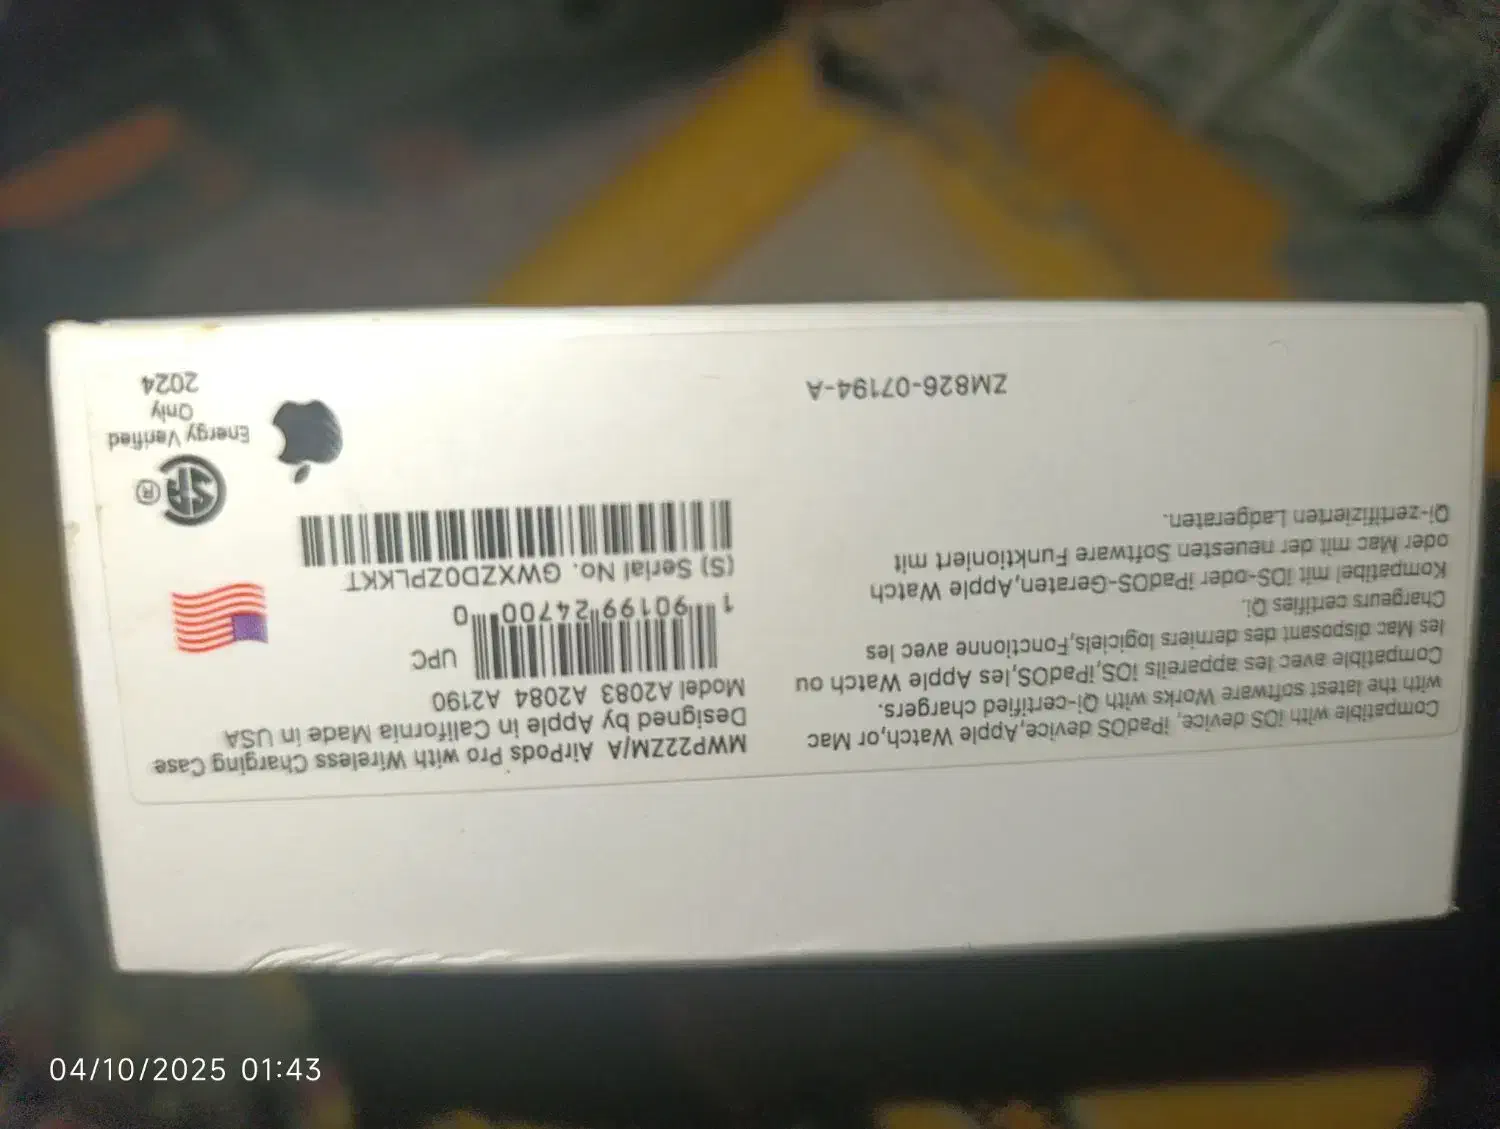 MWP22ZM/A AirPods Pro with Wireless Charging Case
Designed by Apple in California Made in USA
Model A2083 A2084 A2190
UPC
1 90199 24700 0
(S) Serial No. GWXZD0ZPLKKT
SA ®
Energy Verified
Only
2024
Compatible with iOS device, iPadOS device,Apple Watch,or Mac
with the latest software Works with Qi-certified chargers.
Compatible avec les appareils iOS,iPadOS,les Apple Watch ou
les Mac disposant des derniers logiciels,Fonctionne avec les
Chargeurs certifies Qi.
Kompatibel mit iOS-oder iPadOS-Geraten,Apple Watch
oder Mac mit der neuesten Software Funktioniert mit
Qi-zertifizierten Ladgeraten.
ZM826-07194-A
04/10/2025 01:43